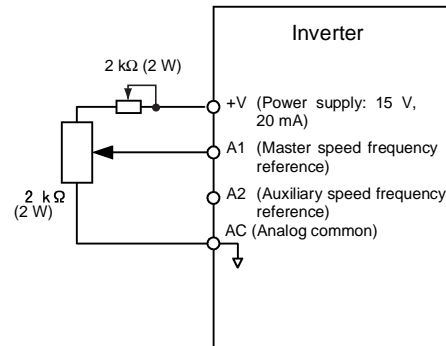 Inverter
2 kΩ (2 W)
+V (Power supply: 15 V,
20 mA)
A1 (Master speed frequency
reference)
2 kΩ
(2 W)
A2 (Auxiliary speed frequency
reference)
AC (Analog common)